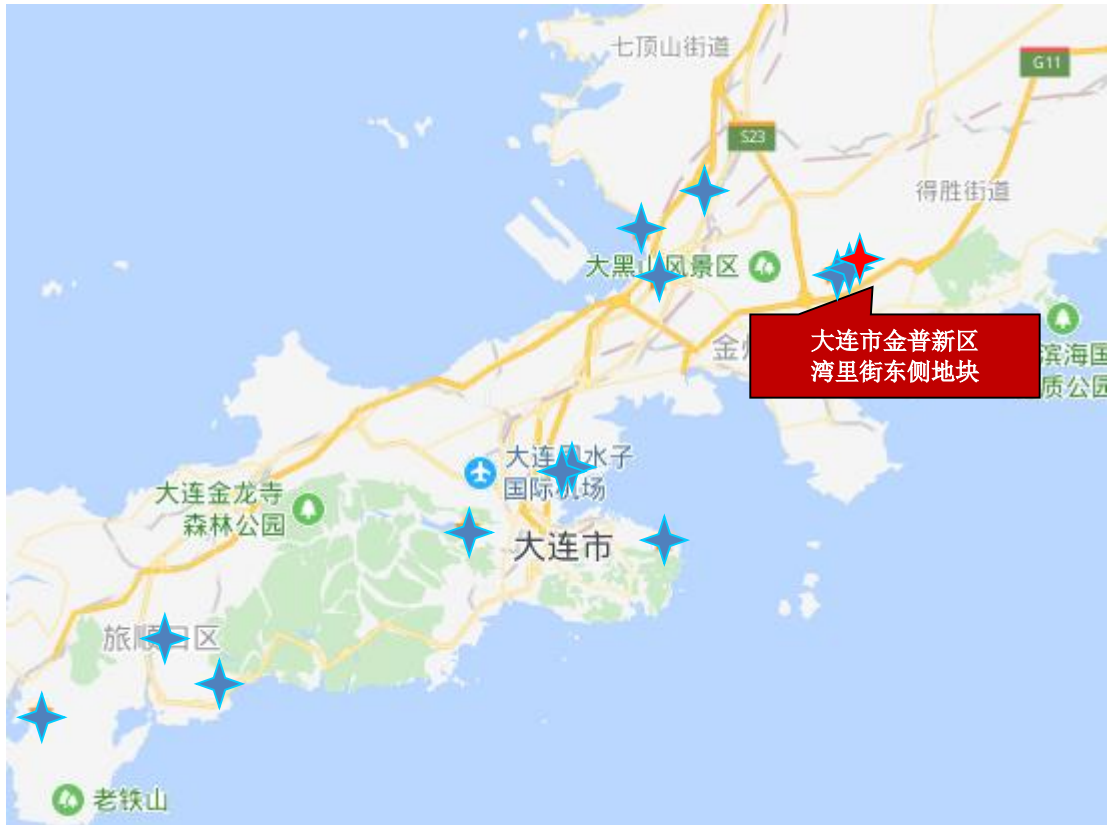 七顶山街道
G11
S23
得胜街道
大黑山风景区
大连市金普新区
湾里街东侧地块
金
滨海国
质公园
大连
水子
国际机场
大连金龙寺
森林公园
大连市
旅顺口区
老铁山